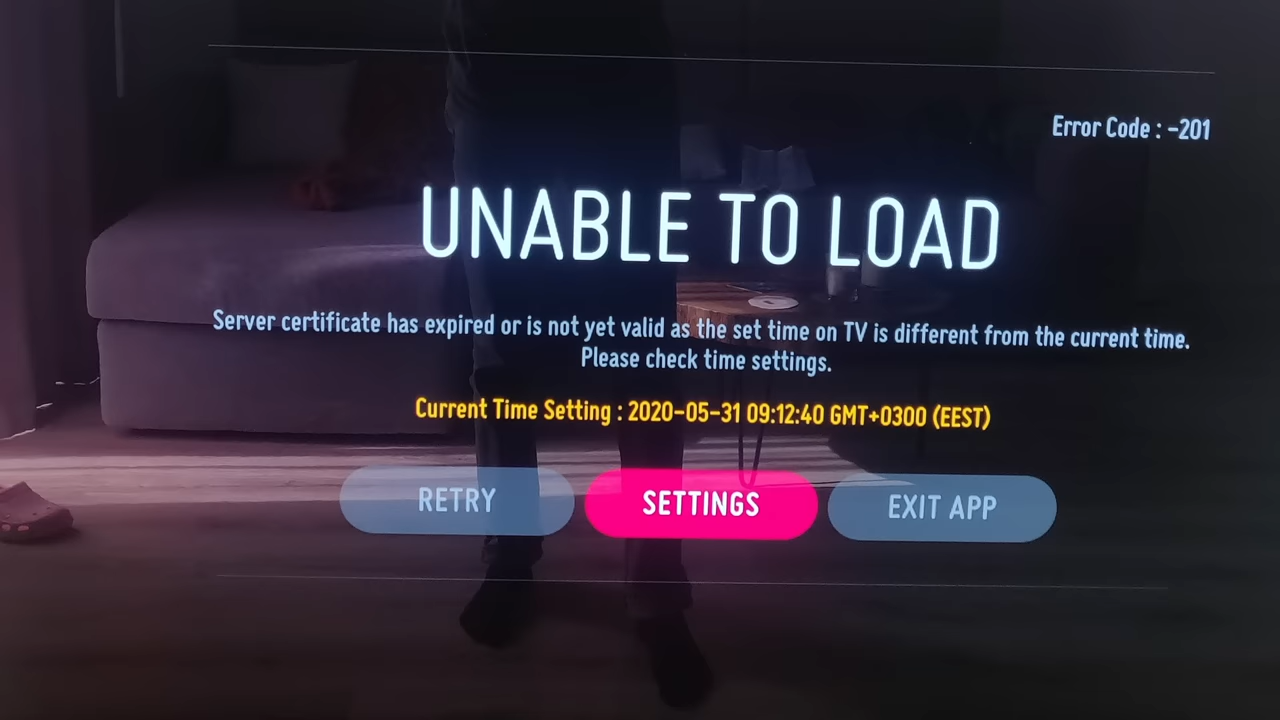 Error Code : -201
UNABLE TO LOAD
Server certificate has expired or is not yet valid as the set time on TV is different from the current time.
Please check time settings.
Current Time Setting : 2020-05-31 09:12:40 GMT+0300 (EEST)
RETRY SETTINGS EXIT APP